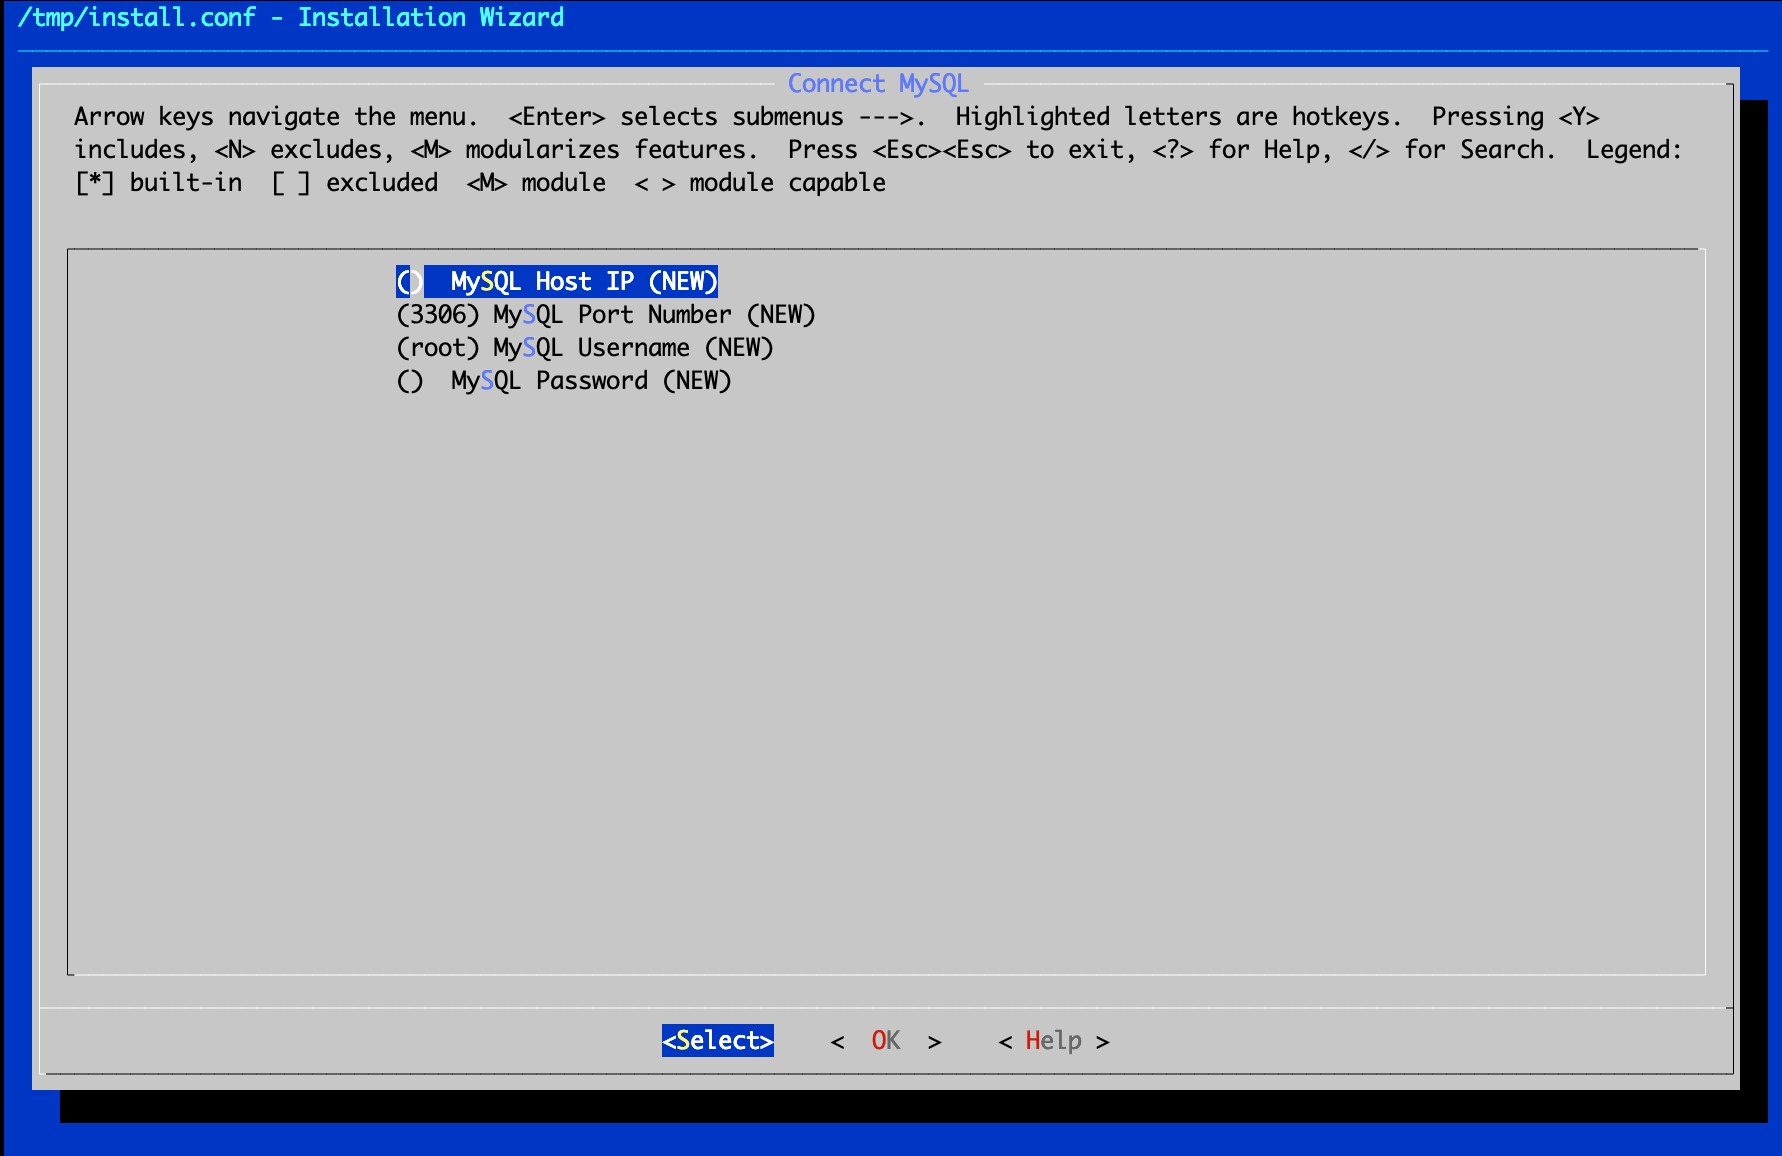 /tmp/install.conf - Installation Wizard
Connect MySQL
Arrow keys navigate the menu.  <Enter> selects submenus --->.  Highlighted letters are hotkeys.  Pressing <Y>
includes, <N> excludes, <M> modularizes features.  Press <Esc><Esc> to exit, <?> for Help, </> for Search.  Legend:
[*] built-in  [ ] excluded  <M> module  < > module capable
()  MySQL Host IP (NEW)
(3306) MySQL Port Number (NEW)
(root) MySQL Username (NEW)
()  MySQL Password (NEW)
<Select>    <  OK  >    < Help >